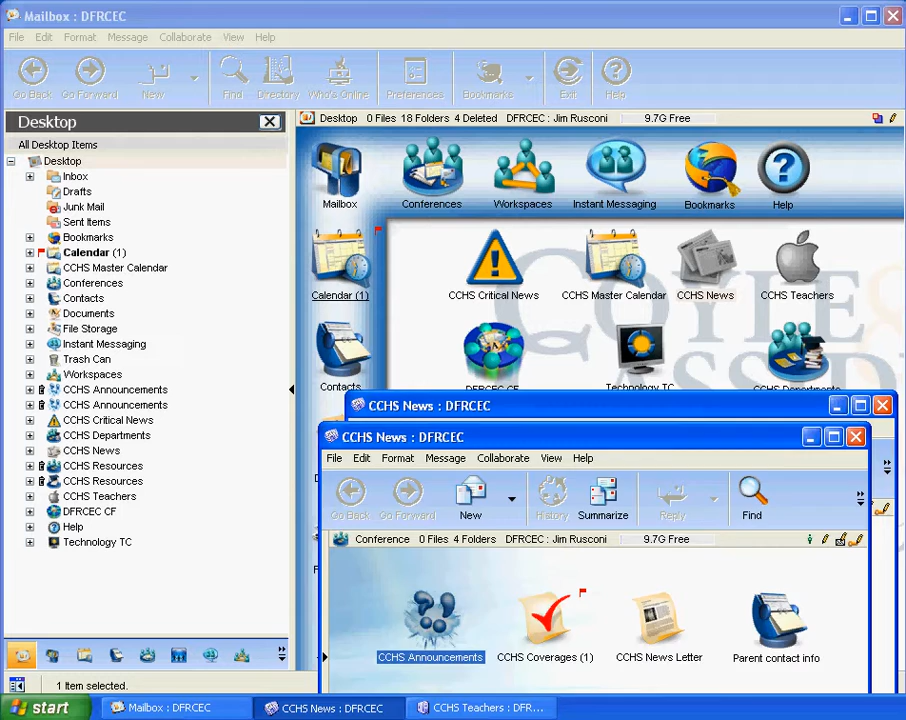 Mailbox : DFRCEC
File Edit Format Message Collaborate View Help
Go Back Go Forward New Find Directory Who's Online Preferences Bookmarks Exit Help
Desktop
Desktop 0 Files 18 Folders 4 Deleted DFRCEC : Jim Rusconi 9.7G Free
All Desktop Items
Desktop
Inbox
Drafts
Junk Mail
Sent Items
Bookmarks
Calendar (1)
CCHS Master Calendar
Conferences
Contacts
Documents
File Storage
Instant Messaging
Trash Can
Workspaces
CCHS Announcements
CCHS Announcements
CCHS Critical News
CCHS Departments
CCHS News
CCHS Resources
CCHS Resources
CCHS Teachers
DFRCEC CF
Help
Technology TC
1 Item selected.
Mailbox Conferences Workspaces Instant Messaging Bookmarks Help
Calendar (1) CCHS Critical News CCHS Master Calendar CCHS News CCHS Teachers
COYLE &
CASSID
Contacts DFRCEC CF Technology TC CCHS Departments
CCHS News : DFRCEC
CCHS News : DFRCEC
File Edit Format Message Collaborate View Help
Go Back Go Forward New History Summarize Reply Find
Conference 0 Files 4 Folders DFRCEC : Jim Rusconi 9.7G Free
CCHS Announcements CCHS Coverages (1) CCHS News Letter Parent contact info
start Mailbox : DFRCEC CCHS News : DFRCEC CCHS Teachers : DFR...